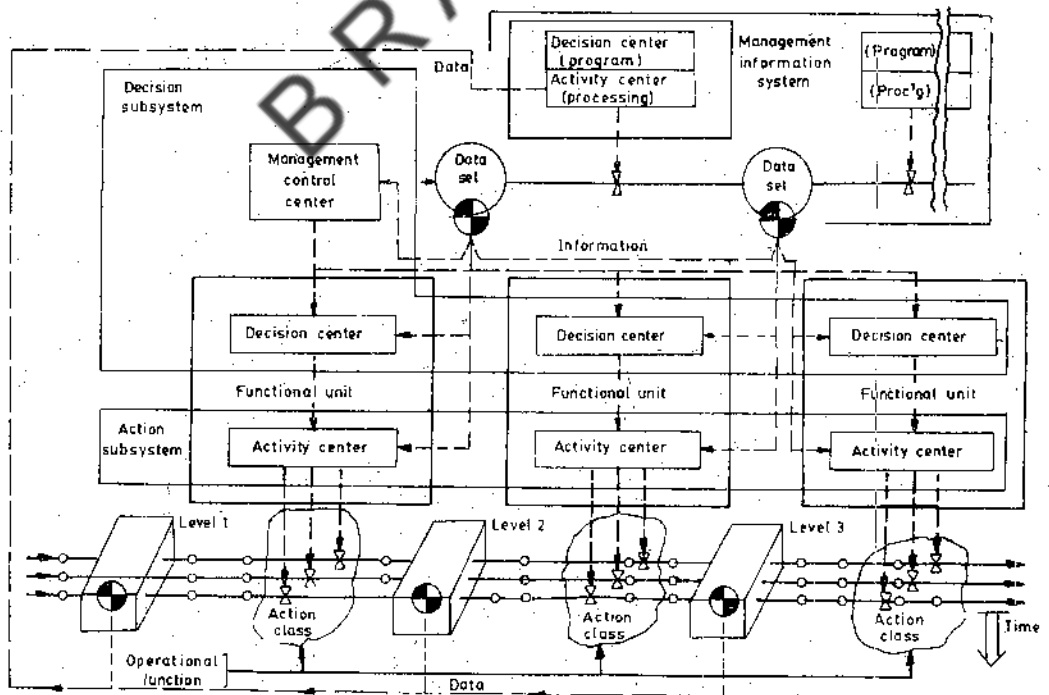 BRA
Decision center
(program)
Activity center
(processing)
Management
information
system
(Program)
(Proc'g)
Data
Decision
subsystem
Management
control
center
Data
set
Data
set
Information
Decision center
Decision center
Decision center
Functional unit
Functional unit
Functional unit
Action
subsystem
Activity center
Activity center
Activity center
Level 1
Level 2
Level 3
Action
class
Action
class
Action
class
Time
Operational
function
Data